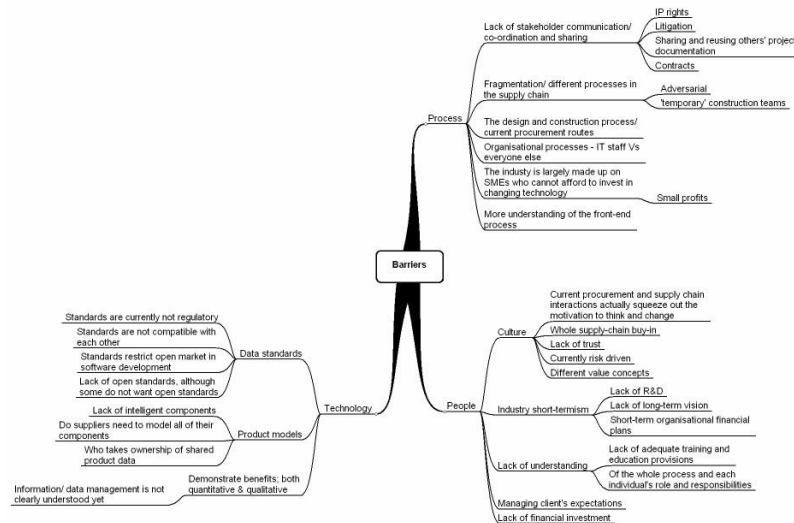 Lack of stakeholder communication/
co-ordination and sharing
IP rights
Litigation
Sharing and reusing others' project
documentation
Contracts
Fragmentation/ different processes in
the supply chain
Adversarial
'temporary' construction teams
Process
The design and construction process/
current procurement routes
Organisational processes - IT staff Vs
everyone else
The industy is largely made up on
SMEs who cannot afford to invest in
changing technology
Small profits
More understanding of the front-end
process
Barriers
Standards are currently not regulatory
Standards are not compatible with
each other
Standards restrict open market in
software development
Lack of open standards, although
some do not want open standards
Data standards
Lack of intelligent components
Do suppliers need to model all of their
components
Who takes ownership of shared
product data
Product models
Technology
Information/ data management is not
clearly understood yet
Demonstrate benefits; both
quantitative & qualitative
People
Culture
Current procurement and supply chain
interactions actually squeeze out the
motivation to think and change
Whole supply-chain buy-in
Lack of trust
Currently risk driven
Different value concepts
Industry short-termism
Lack of R&D
Lack of long-term vision
Short-term organisational financial
plans
Lack of understanding
Lack of adequate training and
education provisions
Of the whole process and each
individual's role and responsibilities
Managing client's expectations
Lack of financial investment